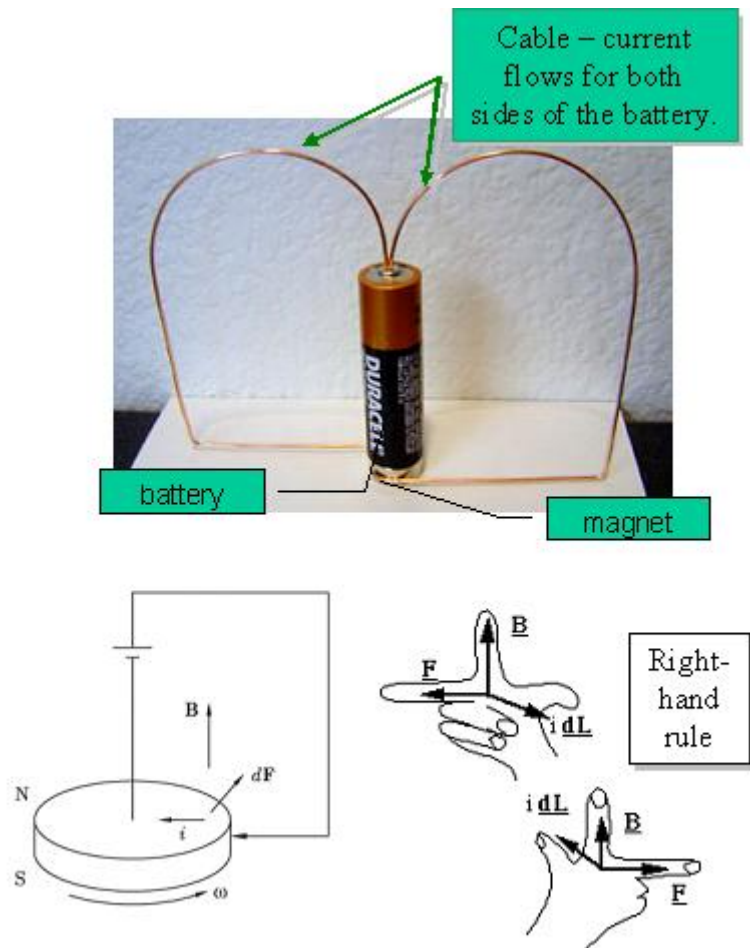 Cable – current
flows for both
sides of the battery.
DURACELL
battery
magnet
B
dF
N
i
S
ω
B
F
i dL
Right-
hand
rule
i dL
B
F